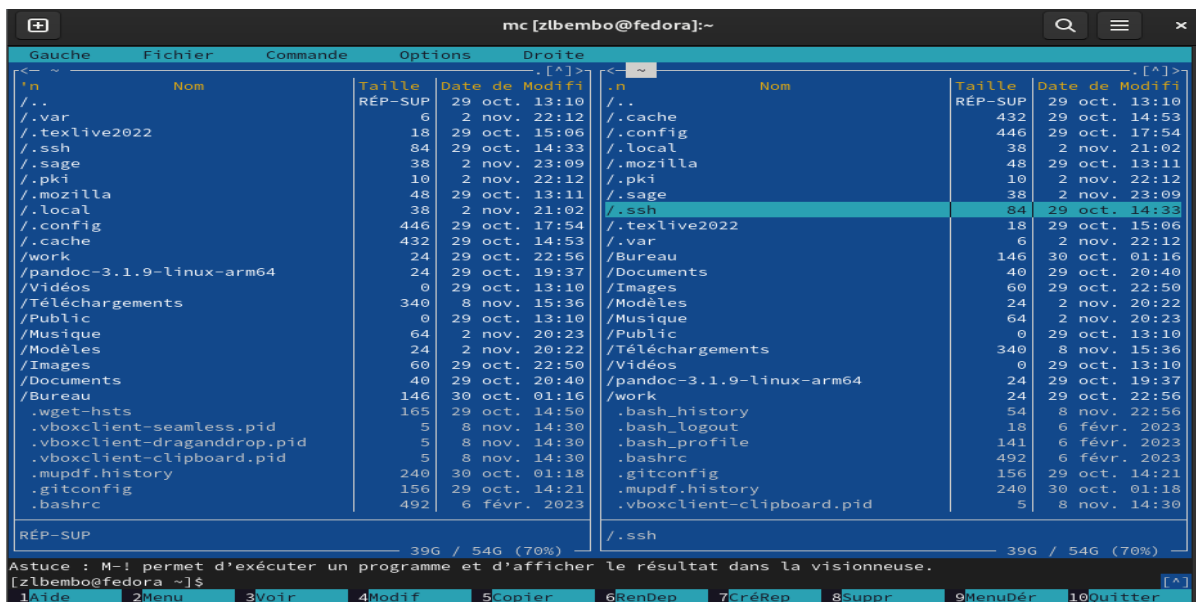 mc [zlbembo@fedora]:~
Gauche Fichier Commande Options Droite
<— ~ .[^]> <— ~ .[^]>
'n Nom Taille Date de Modifi .n Nom Taille Date de Modifi
/.. RÉP-SUP 29 oct. 13:10 /.. RÉP-SUP 29 oct. 13:10
/.var 6 2 nov. 22:12 /.cache 432 29 oct. 14:53
/.texlive2022 18 29 oct. 15:06 /.config 446 29 oct. 17:54
/.ssh 84 29 oct. 14:33 /.local 38 2 nov. 21:02
/.sage 38 2 nov. 23:09 /.mozilla 48 29 oct. 13:11
/.pki 10 2 nov. 22:12 /.pki 10 2 nov. 22:12
/.mozilla 48 29 oct. 13:11 /.sage 38 2 nov. 23:09
/.local 38 2 nov. 21:02 /.ssh 84 29 oct. 14:33
/.config 446 29 oct. 17:54 /.texlive2022 18 29 oct. 15:06
/.cache 432 29 oct. 14:53 /.var 6 2 nov. 22:12
/work 24 29 oct. 22:56 /Bureau 146 30 oct. 01:16
/pandoc-3.1.9-linux-arm64 24 29 oct. 19:37 /Documents 40 29 oct. 20:40
/Vidéos 0 29 oct. 13:10 /Images 60 29 oct. 22:50
/Téléchargements 340 8 nov. 15:36 /Modèles 24 2 nov. 20:22
/Public 0 29 oct. 13:10 /Musique 64 2 nov. 20:23
/Musique 64 2 nov. 20:23 /Public 0 29 oct. 13:10
/Modèles 24 2 nov. 20:22 /Téléchargements 340 8 nov. 15:36
/Images 60 29 oct. 22:50 /Vidéos 0 29 oct. 13:10
/Documents 40 29 oct. 20:40 /pandoc-3.1.9-linux-arm64 24 29 oct. 19:37
/Bureau 146 30 oct. 01:16 /work 24 29 oct. 22:56
.wget-hsts 165 29 oct. 14:50 .bash_history 54 8 nov. 22:56
.vboxclient-seamless.pid 5 8 nov. 14:30 .bash_logout 18 6 févr. 2023
.vboxclient-draganddrop.pid 5 8 nov. 14:30 .bash_profile 141 6 févr. 2023
.vboxclient-clipboard.pid 5 8 nov. 14:30 .bashrc 492 6 févr. 2023
.mupdf.history 240 30 oct. 01:18 .gitconfig 156 29 oct. 14:21
.gitconfig 156 29 oct. 14:21 .mupdf.history 240 30 oct. 01:18
.bashrc 492 6 févr. 2023 .vboxclient-clipboard.pid 5 8 nov. 14:30
RÉP-SUP /.ssh
39G / 54G (70%) 39G / 54G (70%)
Astuce : M-! permet d'exécuter un programme et d'afficher le résultat dans la visionneuse.
[zlbembo@fedora ~]$ [^]
1Aide 2Menu 3Voir 4Modif 5Copier 6RenDep 7CréRép 8Suppr 9MenuDér 10Quitter